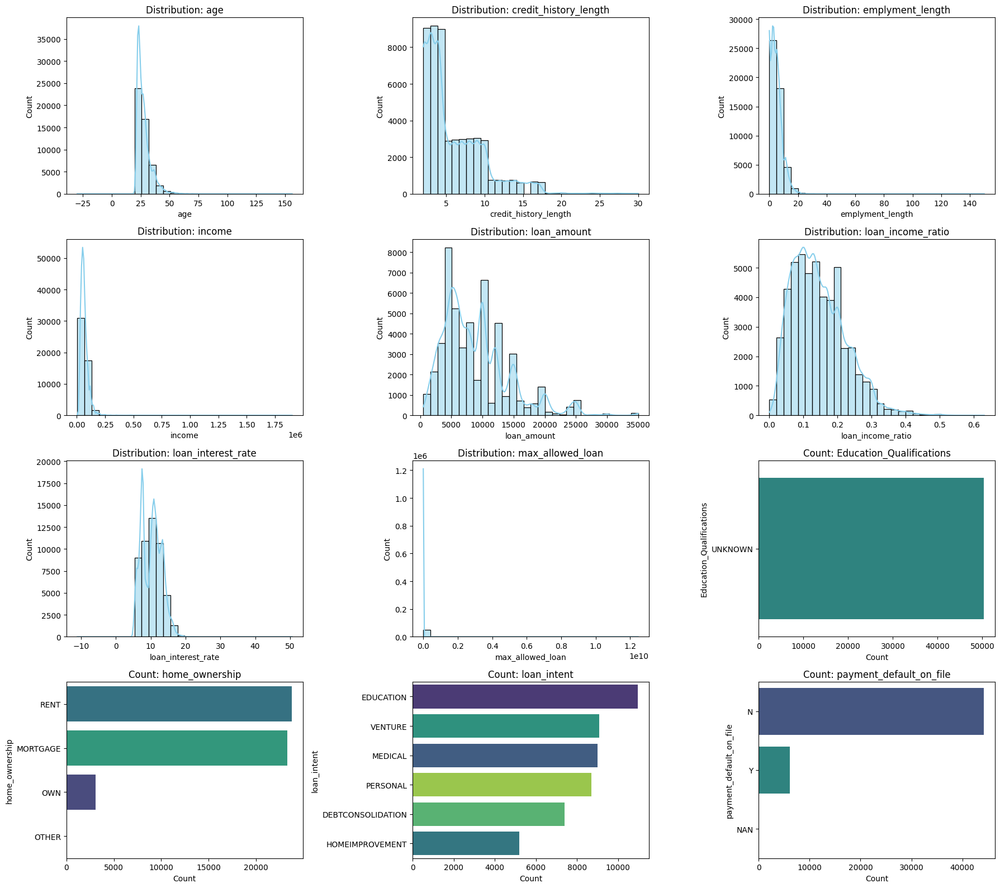 Distribution: age
Count
35000
30000
25000
20000
15000
10000
5000
0
−25 0 25 50 75 100 125 150
age
Distribution: credit_history_length
Count
8000
6000
4000
2000
0
5 10 15 20 25 30
credit_history_length
Distribution: emplyment_length
Count
30000
25000
20000
15000
10000
5000
0
0 20 40 60 80 100 120 140
emplyment_length
Distribution: income
Count
50000
40000
30000
20000
10000
0
0.00 0.25 0.50 0.75 1.00 1.25 1.50 1.75
income
1e6
Distribution: loan_amount
Count
8000
7000
6000
5000
4000
3000
2000
1000
0
0 5000 10000 15000 20000 25000 30000 35000
loan_amount
Distribution: loan_income_ratio
Count
5000
4000
3000
2000
1000
0
0.0 0.1 0.2 0.3 0.4 0.5 0.6
loan_income_ratio
Distribution: loan_interest_rate
Count
20000
17500
15000
12500
10000
7500
5000
2500
0
−10 0 10 20 30 40 50
loan_interest_rate
Distribution: max_allowed_loan
1e6
Count
1.2
1.0
0.8
0.6
0.4
0.2
0.0
0.0 0.2 0.4 0.6 0.8 1.0 1.2
max_allowed_loan
1e10
Count: Education_Qualifications
Education_Qualifications
UNKNOWN
0 10000 20000 30000 40000 50000
Count
Count: home_ownership
home_ownership
RENT
MORTGAGE
OWN
OTHER
0 5000 10000 15000 20000
Count
Count: loan_intent
loan_intent
EDUCATION
VENTURE
MEDICAL
PERSONAL
DEBTCONSOLIDATION
HOMEIMPROVEMENT
0 2000 4000 6000 8000 10000
Count
Count: payment_default_on_file
payment_default_on_file
N
Y
NAN
0 10000 20000 30000 40000
Count